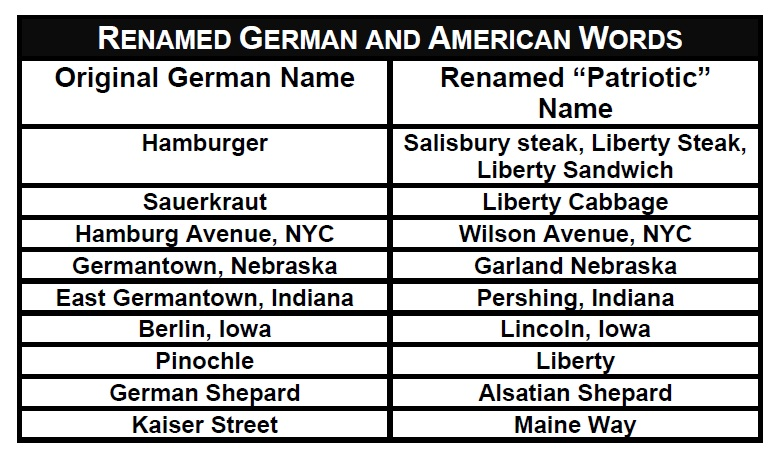 RENAMED GERMAN AND AMERICAN WORDS
Original German Name
Renamed “Patriotic”
Name
Hamburger
Salisbury steak, Liberty Steak,
Liberty Sandwich
Sauerkraut
Liberty Cabbage
Hamburg Avenue, NYC
Wilson Avenue, NYC
Germantown, Nebraska
Garland Nebraska
East Germantown, Indiana
Pershing, Indiana
Berlin, Iowa
Lincoln, Iowa
Pinochle
Liberty
German Shepard
Alsatian Shepard
Kaiser Street
Maine Way